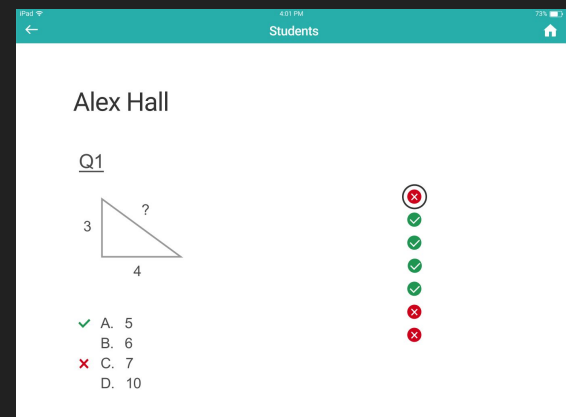 iPad 4:01 PM 73%
Students
Alex Hall
Q1
?
3
4
A. 5
B. 6
C. 7
D. 10